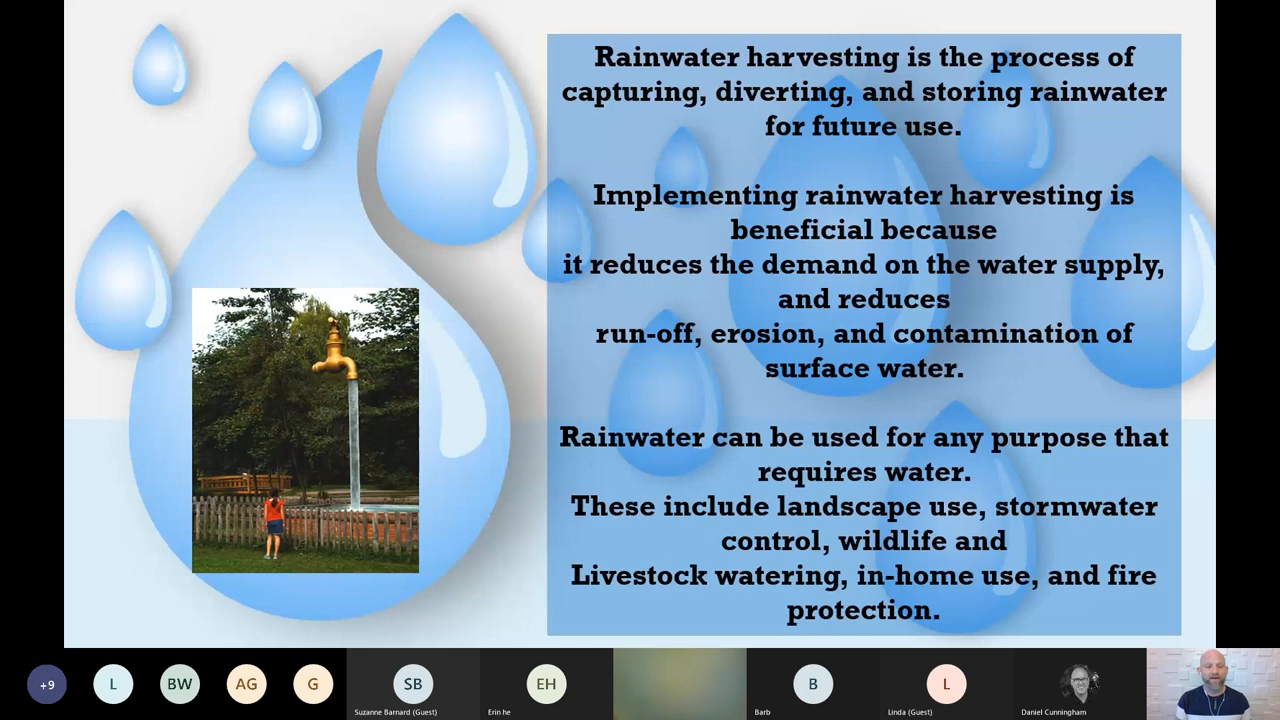 Rainwater harvesting is the process of
capturing, diverting, and storing rainwater
for future use.
Implementing rainwater harvesting is
beneficial because
it reduces the demand on the water supply,
and reduces
run-off, erosion, and contamination of
surface water.
Rainwater can be used for any purpose that
requires water.
These include landscape use, stormwater
control, wildlife and
Livestock watering, in-home use, and fire
protection.
+9
L
BW
AG
G
SB
Suzanne Barnard (Guest)
EH
Erin he
B
Barb
L
Linda (Guest)
Daniel Cunningham